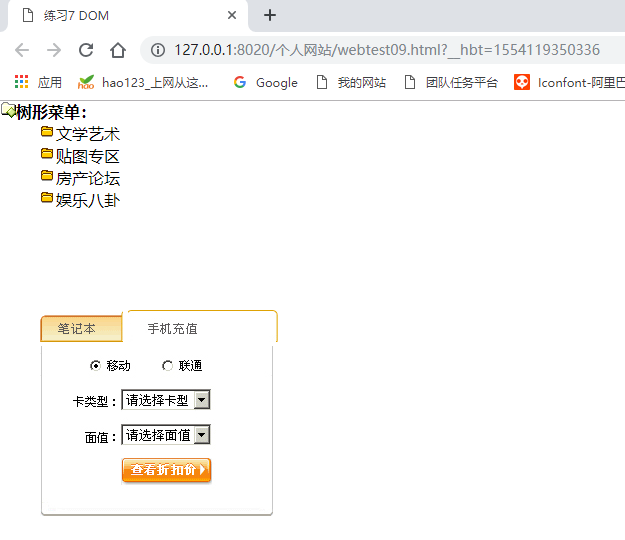 练习7 DOM
127.0.0.1:8020/个人网站/webtest09.html?__hbt=1554119350336
应用 hao123_上网从这... Google 我的网站 团队任务平台 Iconfont-阿里巴
树形菜单：
文学艺术
贴图专区
房产论坛
娱乐八卦
笔记本 手机充值
移动 联通
卡类型： 请选择卡型
面值： 请选择面值
查看折扣价